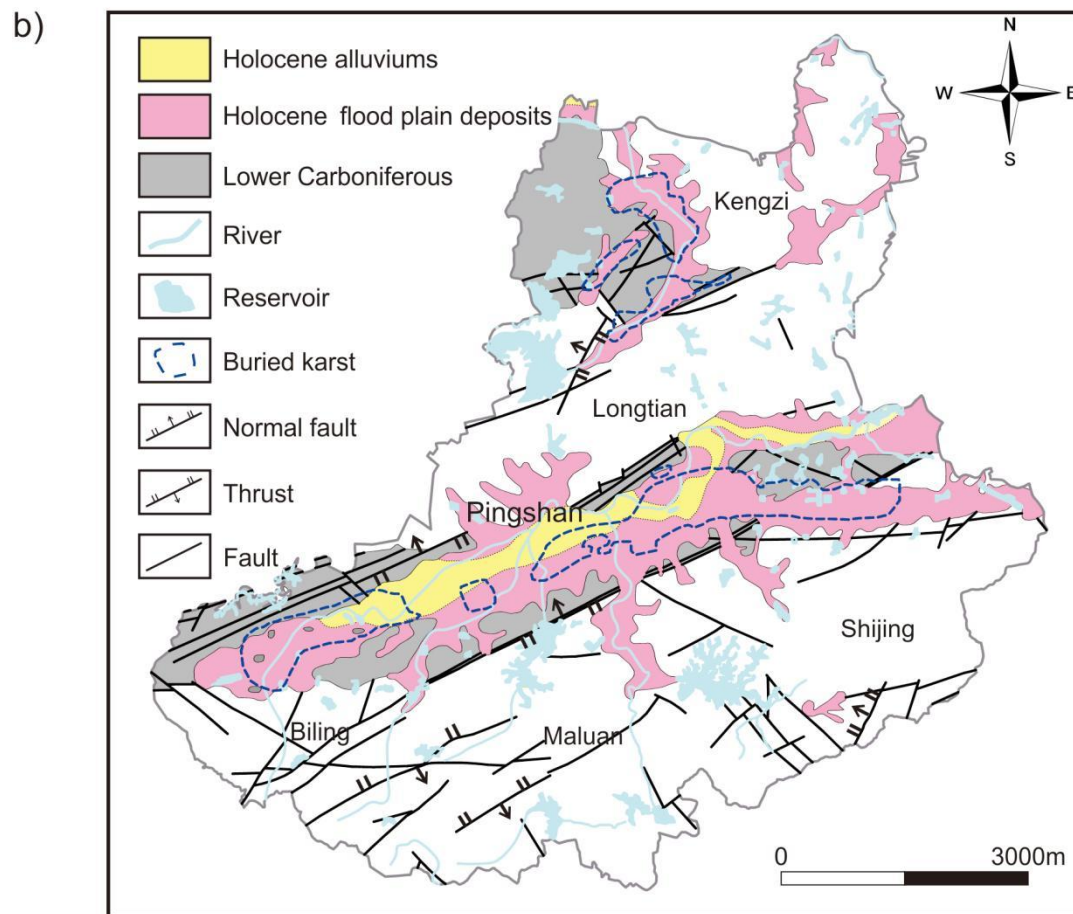 b)
Holocene alluviums
Holocene flood plain deposits
Lower Carboniferous
River
Reservoir
Buried karst
Normal fault
Thrust
Fault
N
W
E
S
Kengzi
Longtian
Pingshan
Shijing
Biling
Maluan
0
3000m